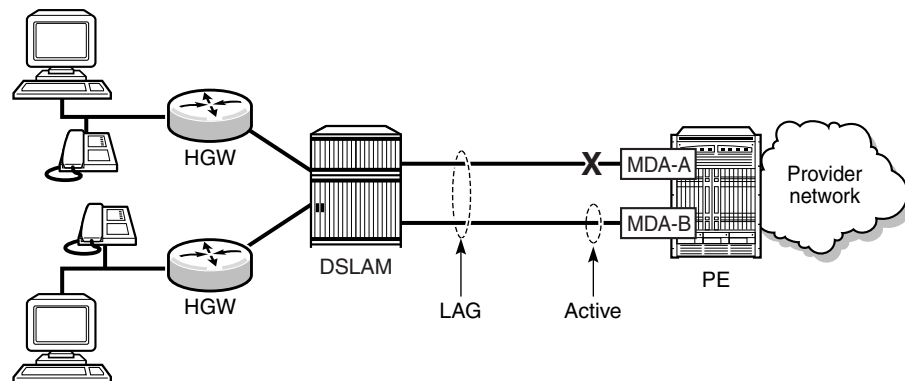 HGW
HGW
DSLAM
LAG
X
Active
MDA-A
MDA-B
PE
Provider
network